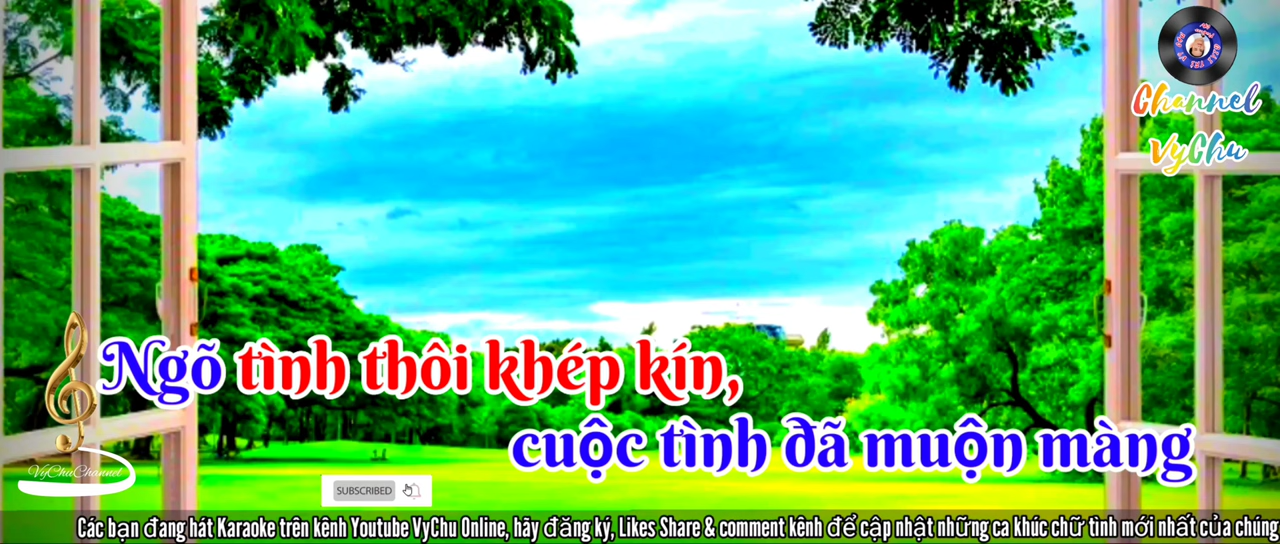 Channel
VyChu
Ngõ tình thôi khép kín,
cuộc tình đã muộn màng
VyChuChannel
SUBSCRIBED
Các bạn đang hát Karaoke trên kênh Youtube VyChu Online, hãy đăng ký, Likes Share & comment kênh để cập nhật những ca khúc chữ tình mới nhất của chúng